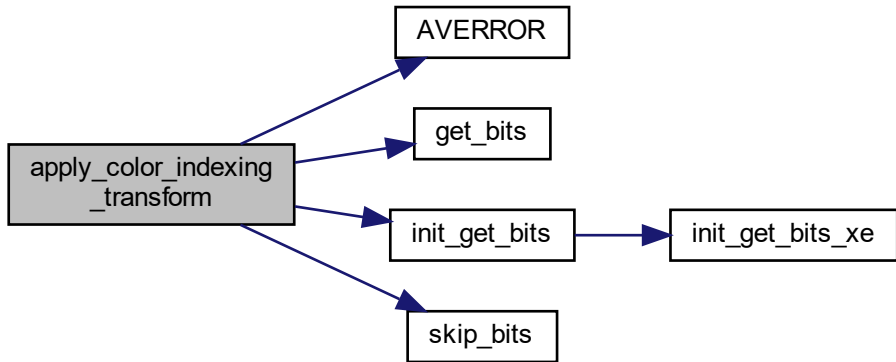 AVERROR
get_bits
apply_color_indexing
_transform
init_get_bits
init_get_bits_xe
skip_bits